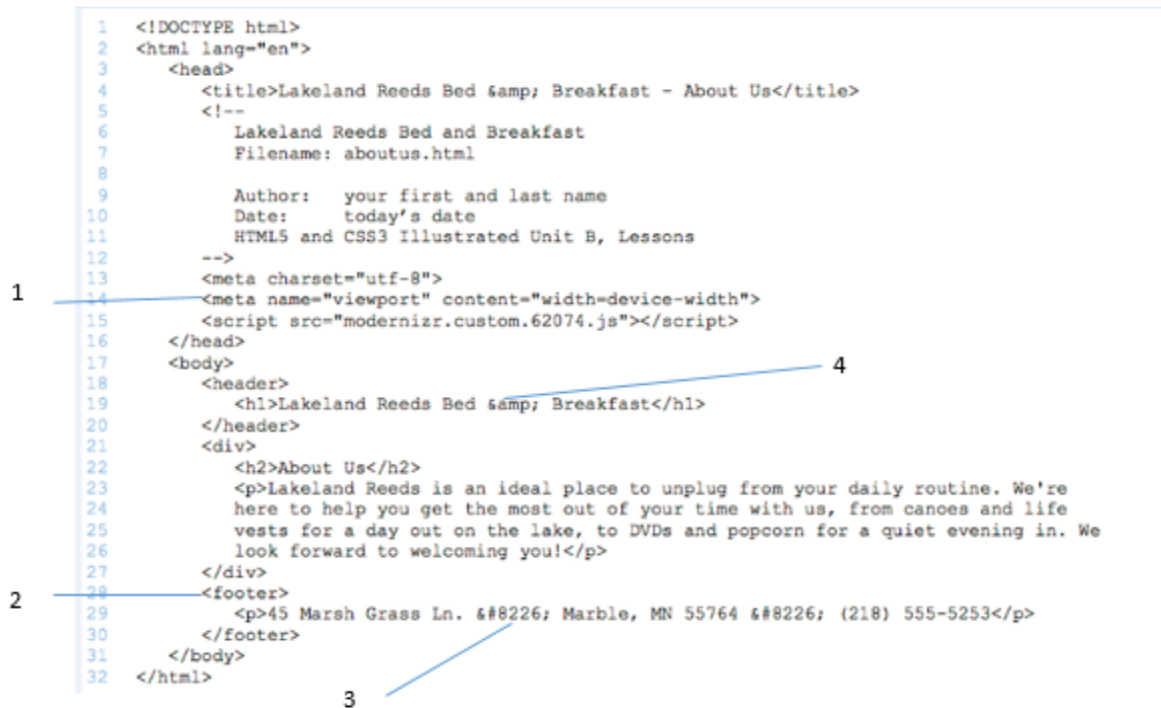 1 <!DOCTYPE html>
2 <html lang="en">
3 <head>
4 <title>Lakeland Reeds Bed &amp; Breakfast - About Us</title>
5 <!--
6 Lakeland Reeds Bed and Breakfast
7 Filename: aboutus.html
8
9 Author: your first and last name
10 Date: today's date
11 HTML5 and CSS3 Illustrated Unit B, Lessons
12 -->
13 <meta charset="utf-8">
1
14 <meta name="viewport" content="width=device-width">
15 <script src="modernizr.custom.62074.js"></script>
16 </head>
17 <body>
4
18 <header>
19 <h1>Lakeland Reeds Bed &amp; Breakfast</h1>
20 </header>
21 <div>
22 <h2>About Us</h2>
23 <p>Lakeland Reeds is an ideal place to unplug from your daily routine. We're
24 here to help you get the most out of your time with us, from canoes and life
25 vests for a day out on the lake, to DVDs and popcorn for a quiet evening in. We
26 look forward to welcoming you!</p>
27 </div>
2
28 <footer>
29 <p>45 Marsh Grass Ln. &#8226; Marble, MN 55764 &#8226; (218) 555-5253</p>
30 </footer>
31 </body>
32 </html>
3